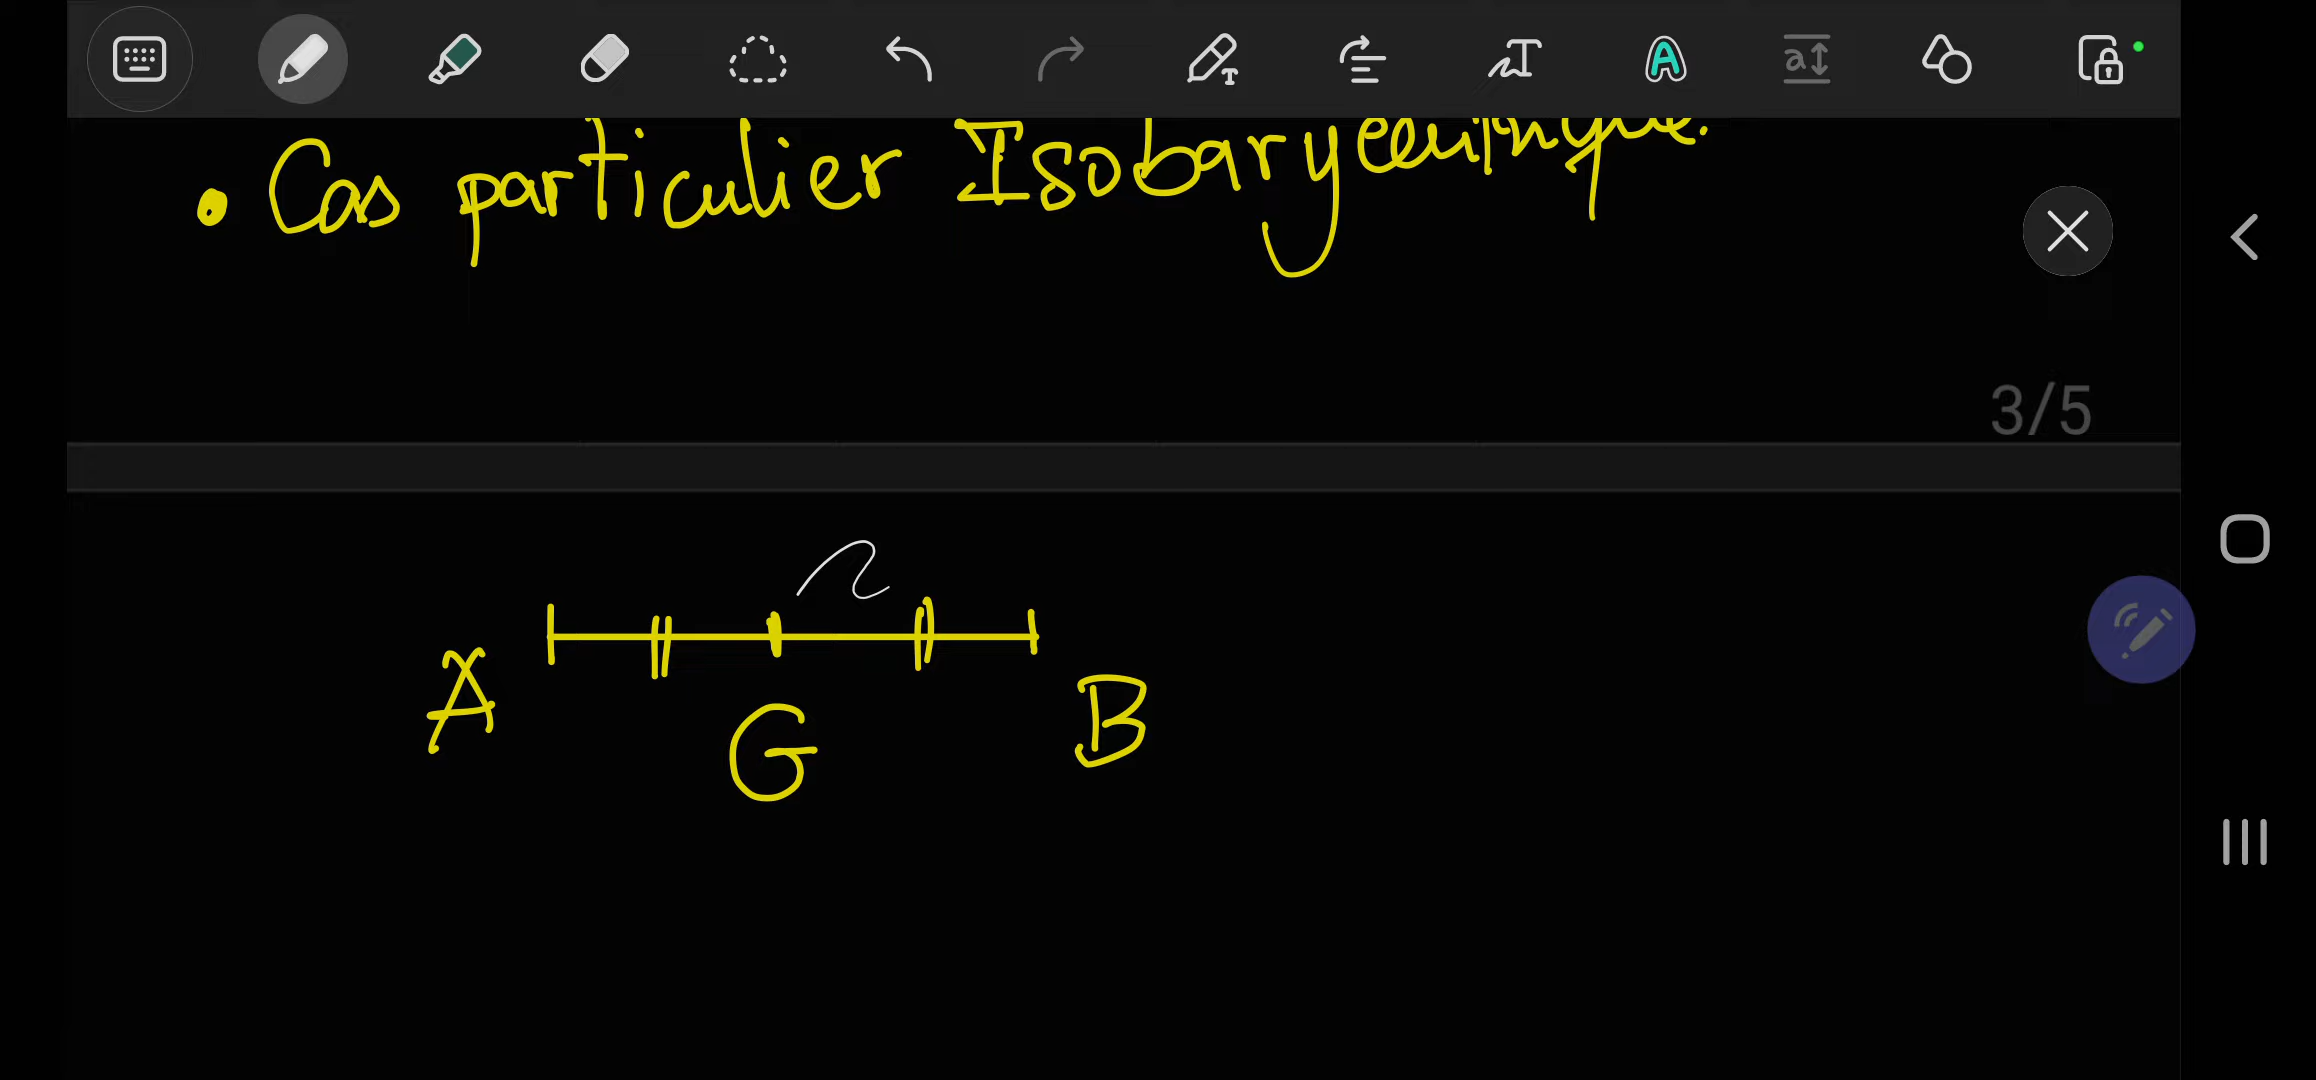 • Cas particulier Isobarycentrique.
3/5
A G B